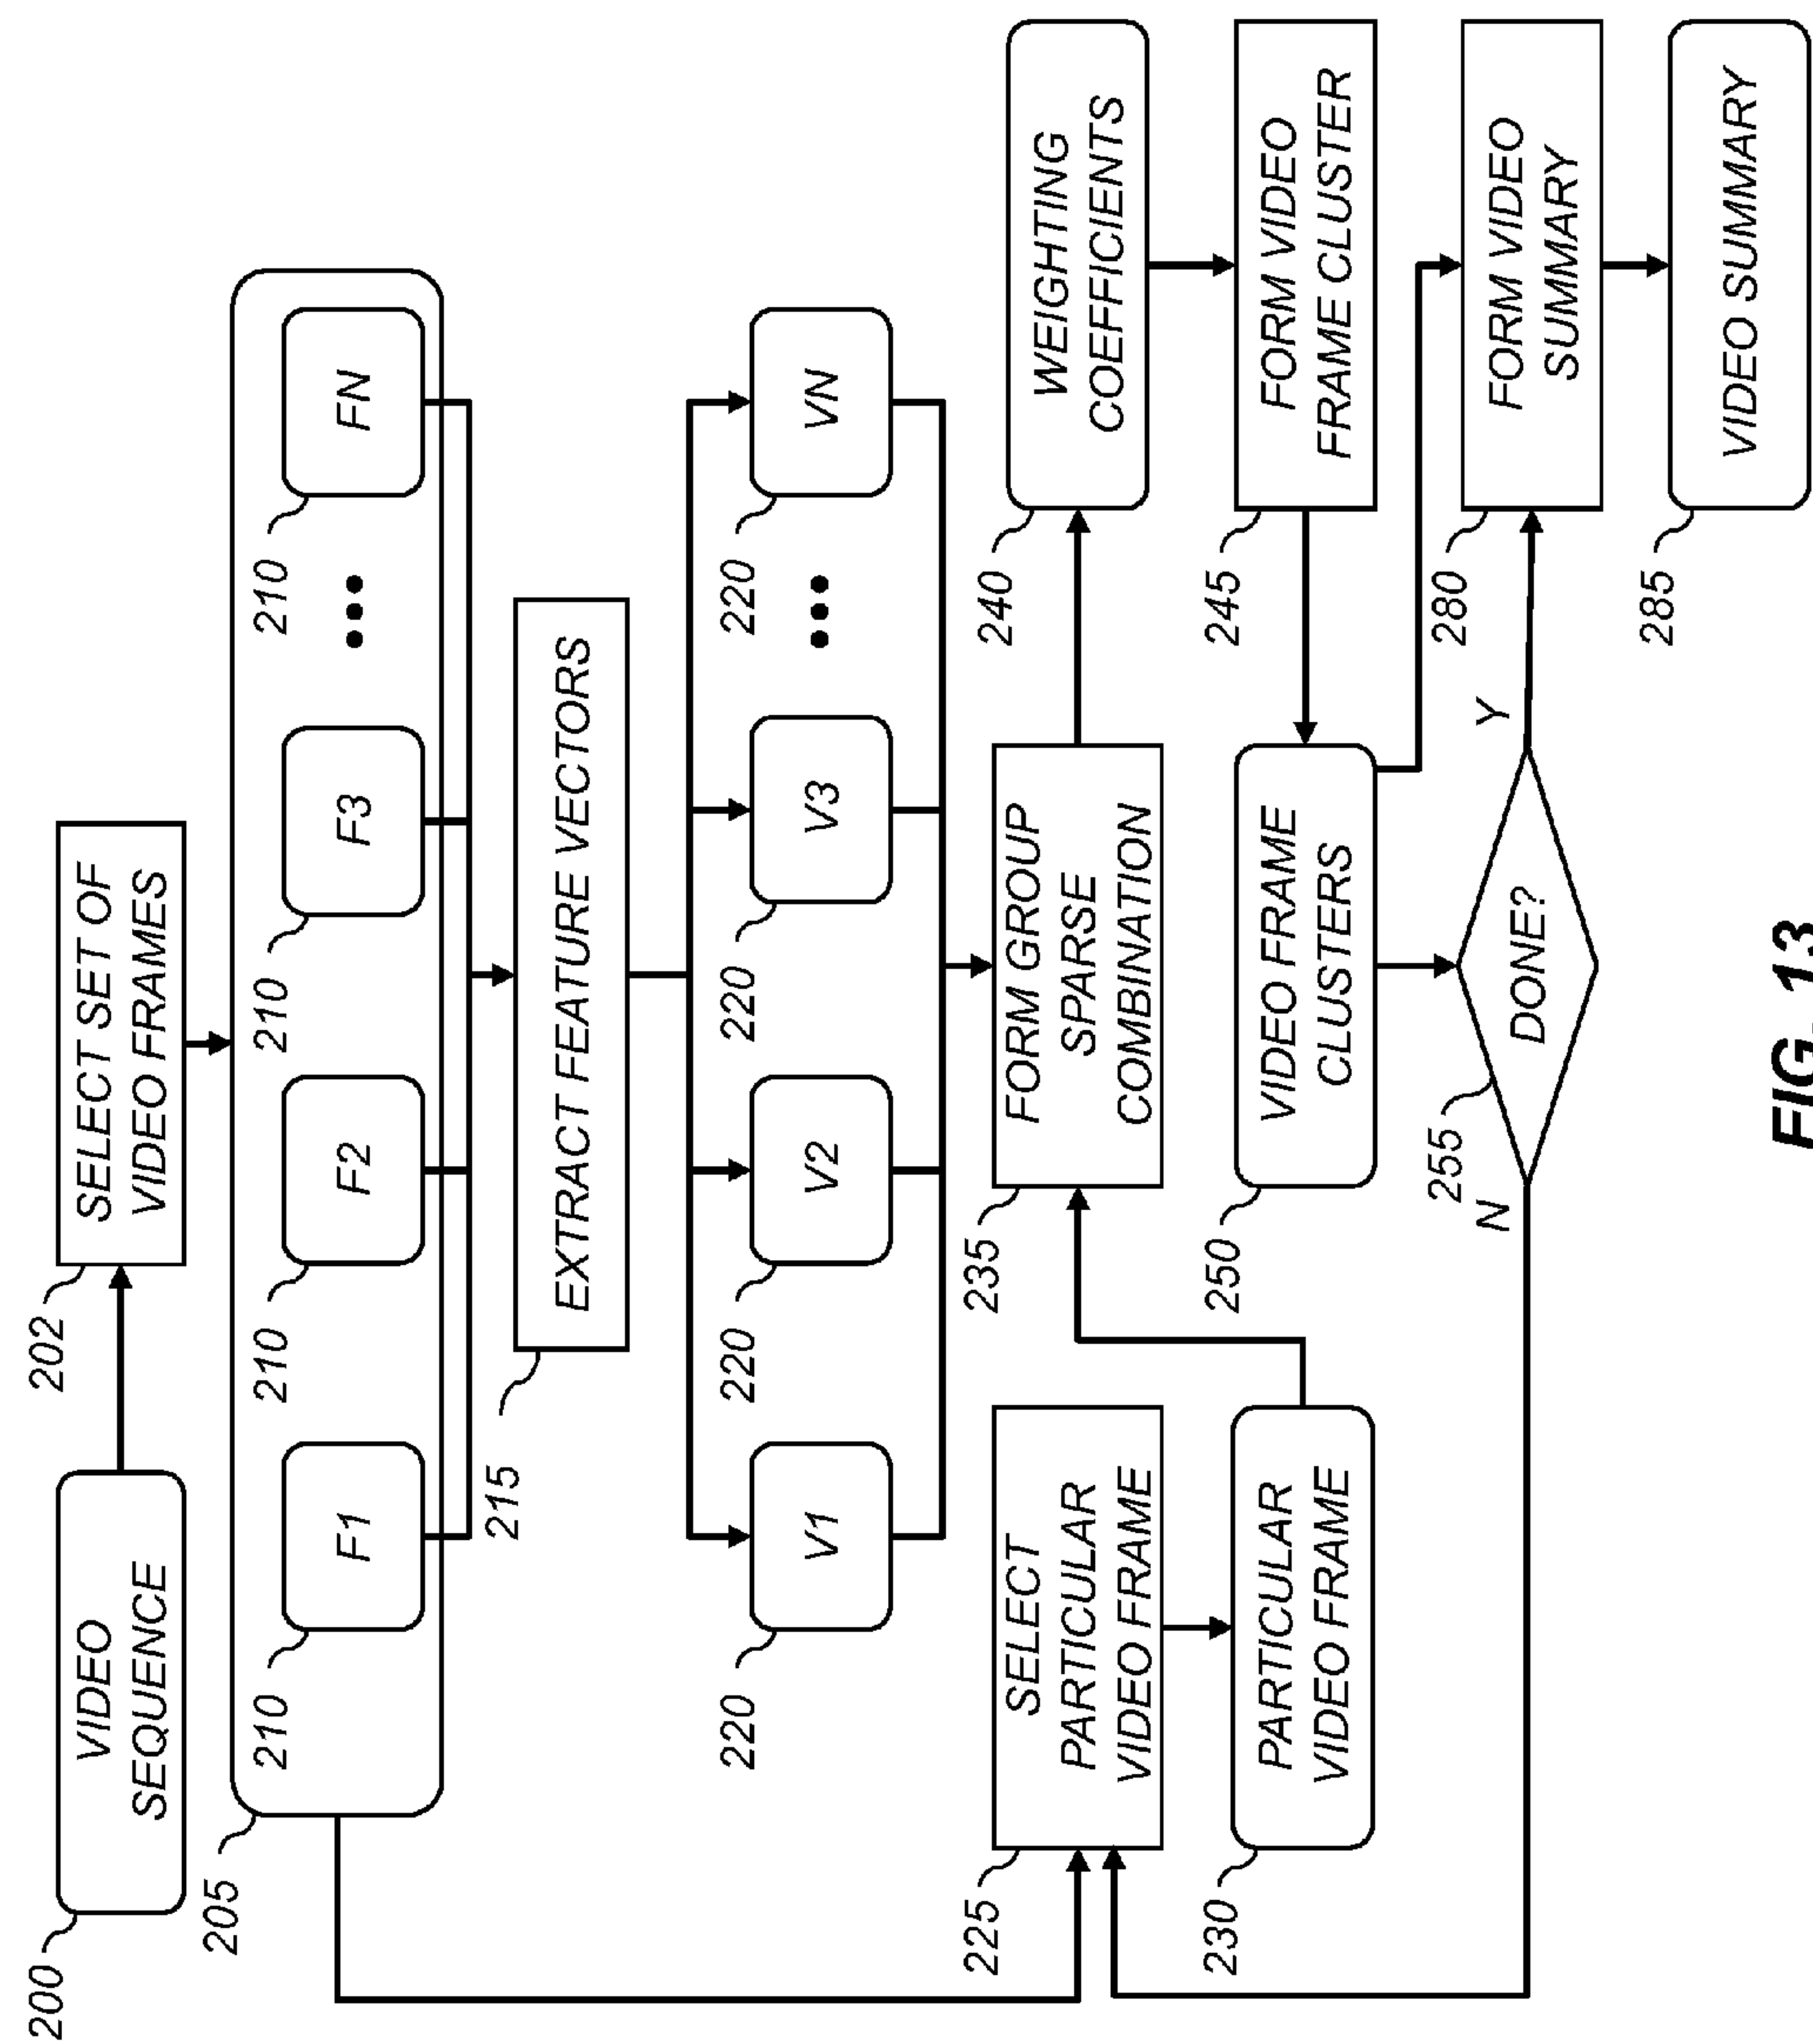 200
VIDEO
SEQUENCE
202
SELECT SET OF
VIDEO FRAMES
205
210
F1
210
F2
210
F3
210
FN
215
EXTRACT FEATURE VECTORS
220
V1
220
V2
220
V3
220
VN
225
SELECT
PARTICULAR
VIDEO FRAME
235
FORM GROUP
SPARSE
COMBINATION
240
WEIGHTING
COEFFICIENTS
230
PARTICULAR
VIDEO FRAME
250
VIDEO FRAME
CLUSTERS
245
FORM VIDEO
FRAME CLUSTER
255
N
DONE?
Y
280
FORM VIDEO
SUMMARY
285
VIDEO SUMMARY
FIG. 13